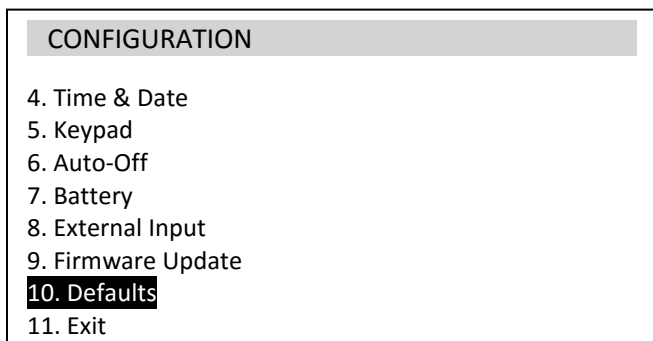 CONFIGURATION
4. Time & Date
5. Keypad
6. Auto-Off
7. Battery
8. External Input
9. Firmware Update
10. Defaults
11. Exit